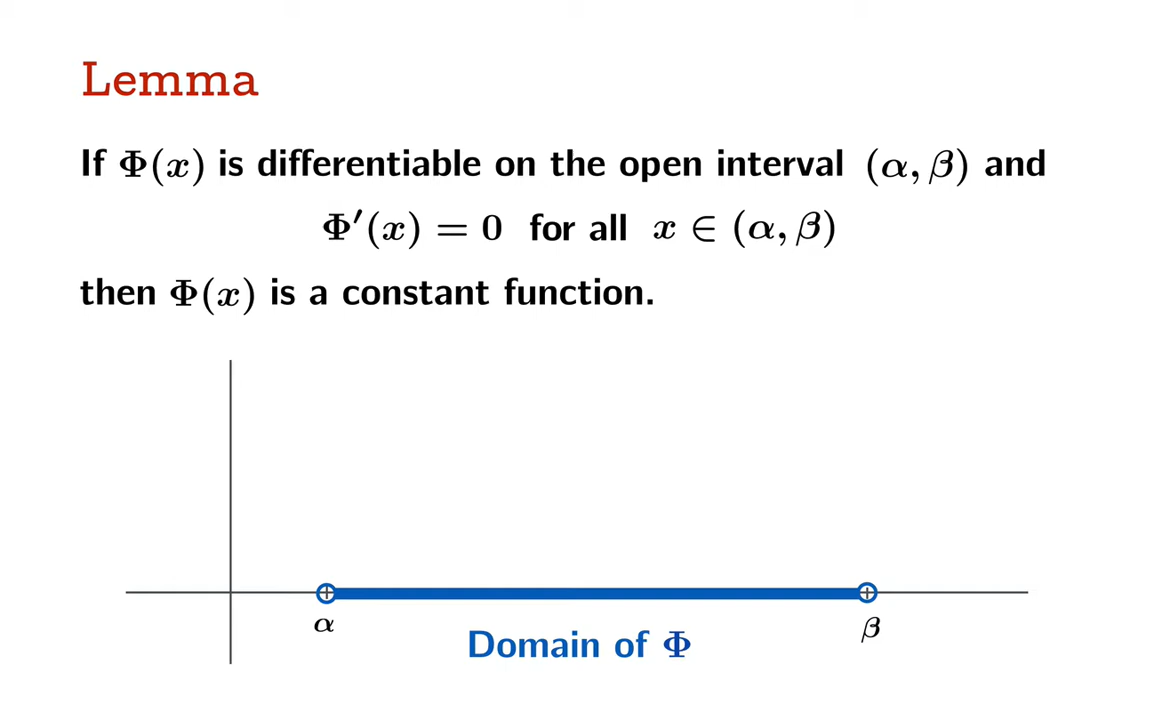 Lemma
If Φ(x) is differentiable on the open interval (α, β) and
Φ′(x) = 0 for all x ∈ (α, β)
then Φ(x) is a constant function.
α β
Domain of Φ